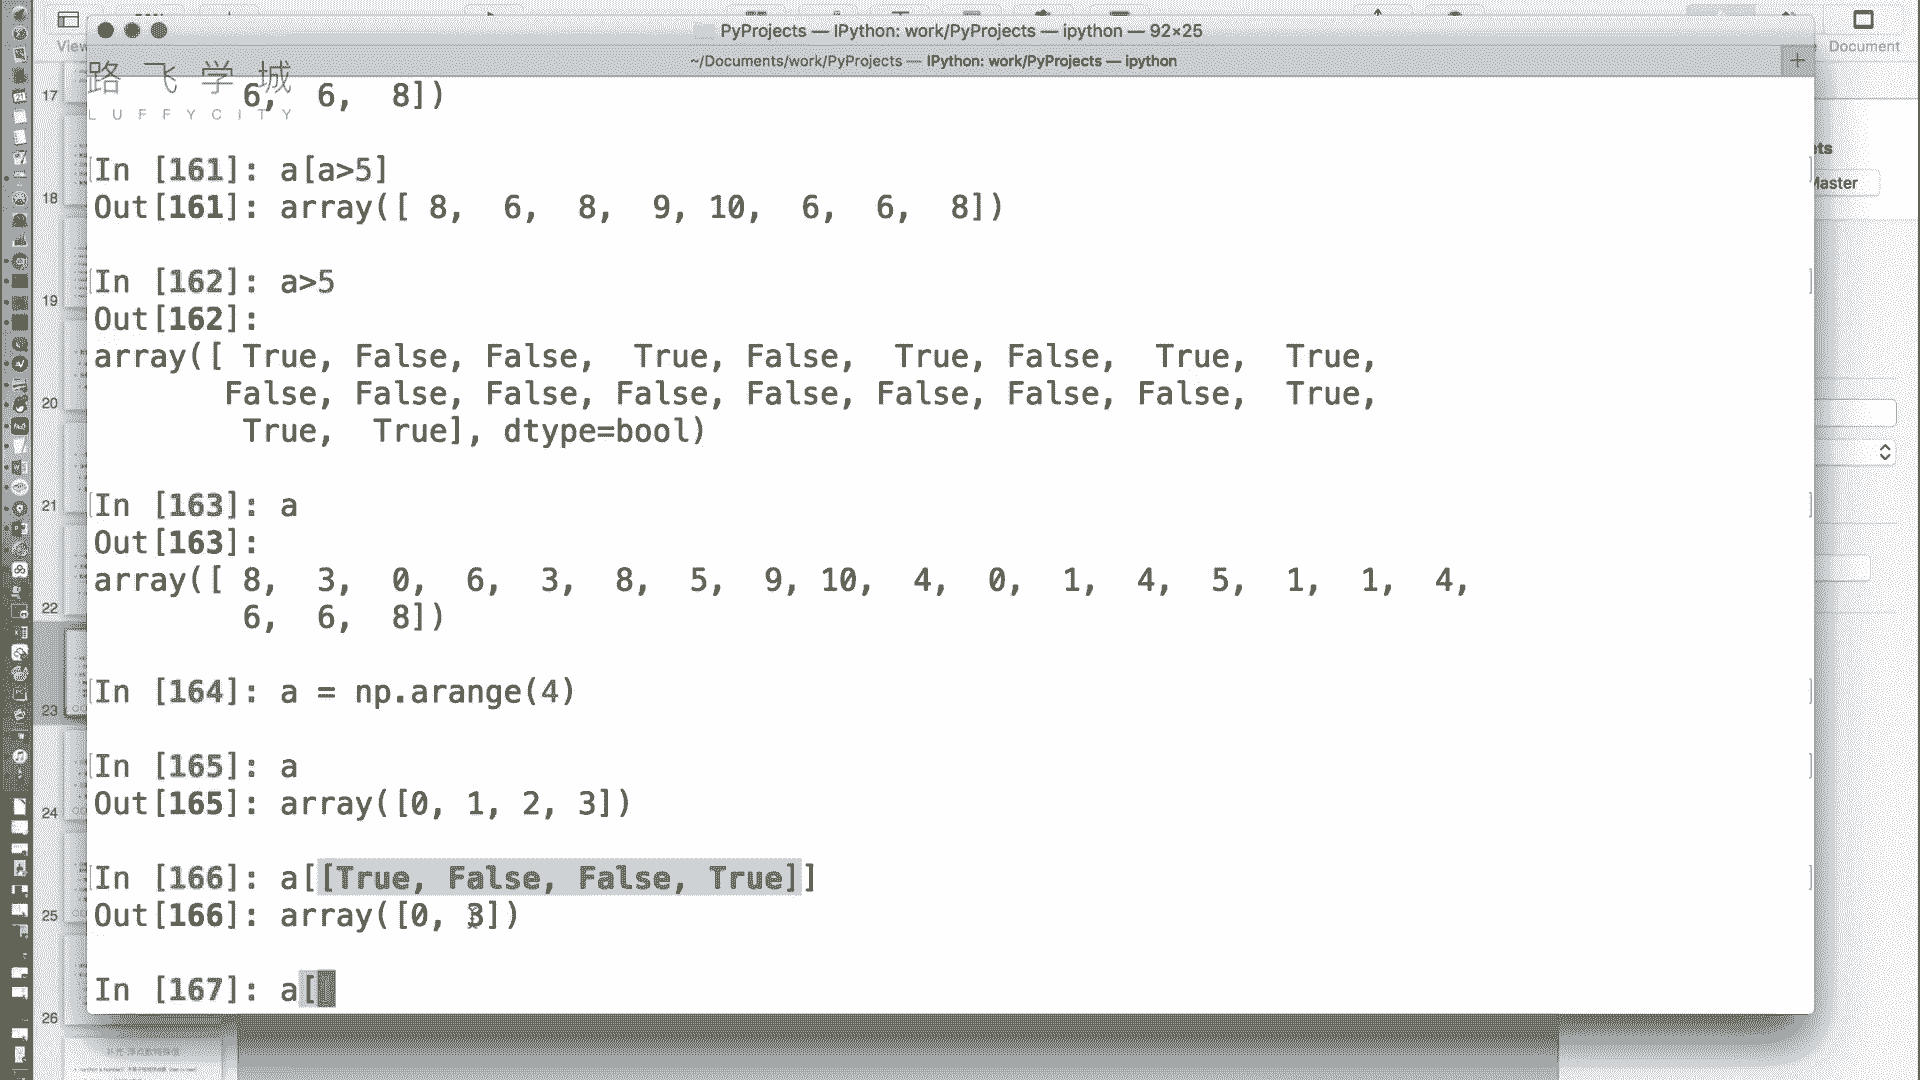 View
Document
PyProjects — IPython: work/PyProjects — ipython — 92×25
~/Documents/work/PyProjects — IPython: work/PyProjects — ipython
+
路飞学城
LUFFYCITY
6, 6, 8])
In [161]: a[a>5]
Out[161]: array([ 8, 6, 8, 9, 10, 6, 6, 8])
In [162]: a>5
Out[162]:
array([ True, False, False, True, False, True, False, True, True,
False, False, False, False, False, False, False, False, True,
True, True], dtype=bool)
In [163]: a
Out[163]:
array([ 8, 3, 0, 6, 3, 8, 5, 9, 10, 4, 0, 1, 4, 5, 1, 1, 4,
6, 6, 8])
In [164]: a = np.arange(4)
In [165]: a
Out[165]: array([0, 1, 2, 3])
In [166]: a[[True, False, False, True]]
Out[166]: array([0, 3])
In [167]: a[
17
18
19
20
21
22
23
24
25
26